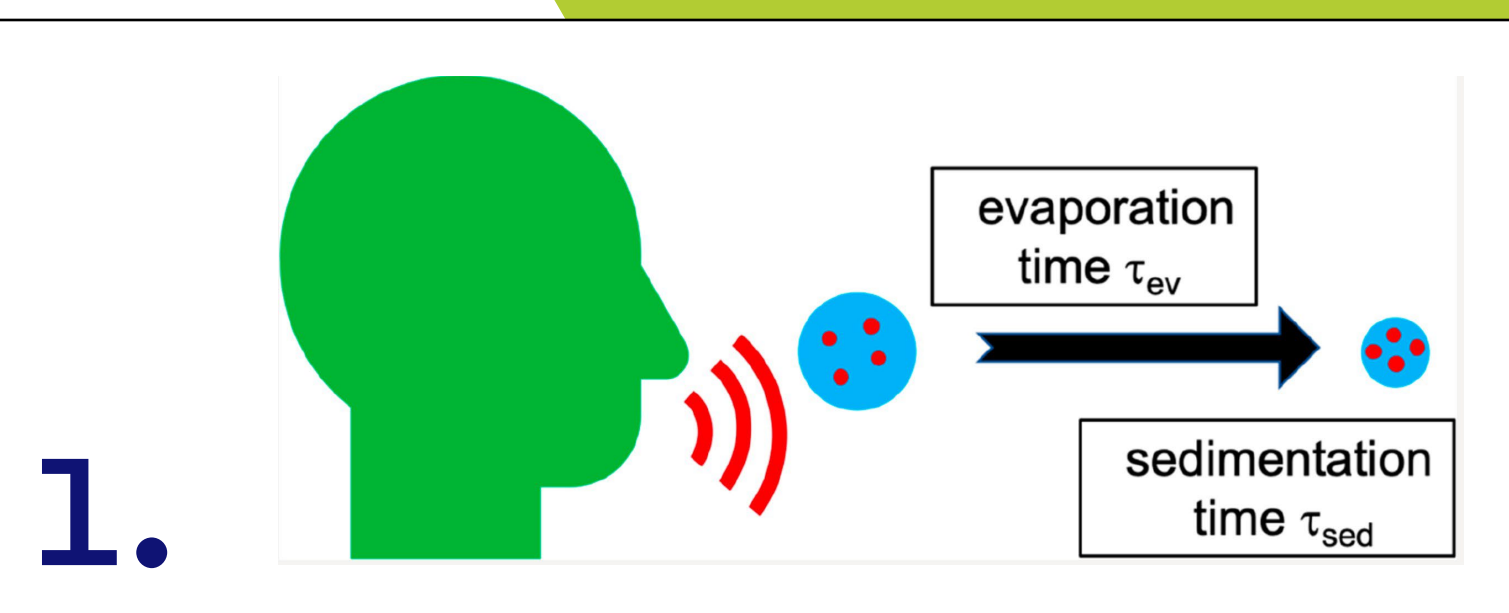 evaporation
time τev
sedimentation
time τsed
1.